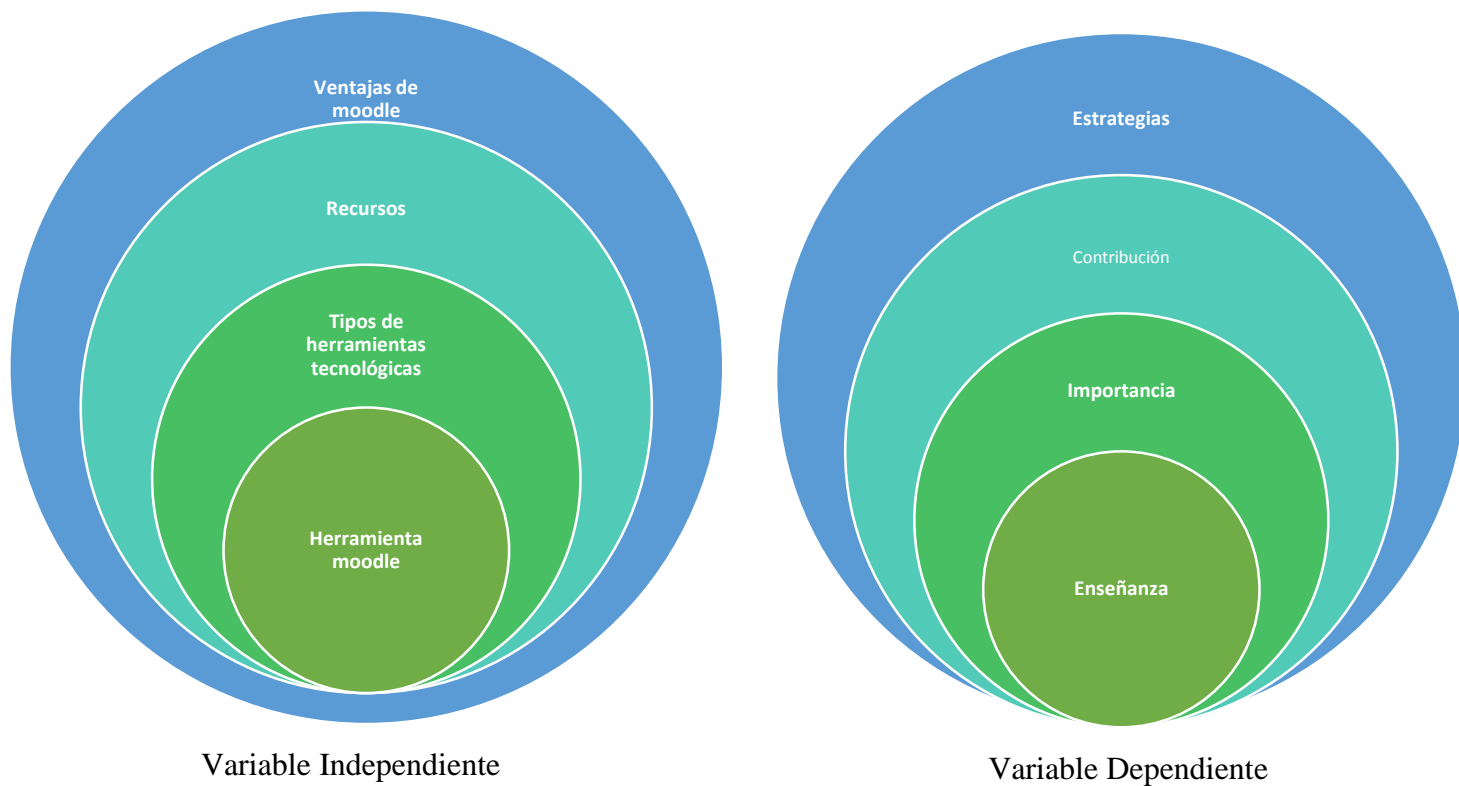 Ventajas de
moodle
Recursos
Tipos de
herramientas
tecnológicas
Herramienta
moodle
Variable Independiente
Estrategias
Contribución
Importancia
Enseñanza
Variable Dependiente